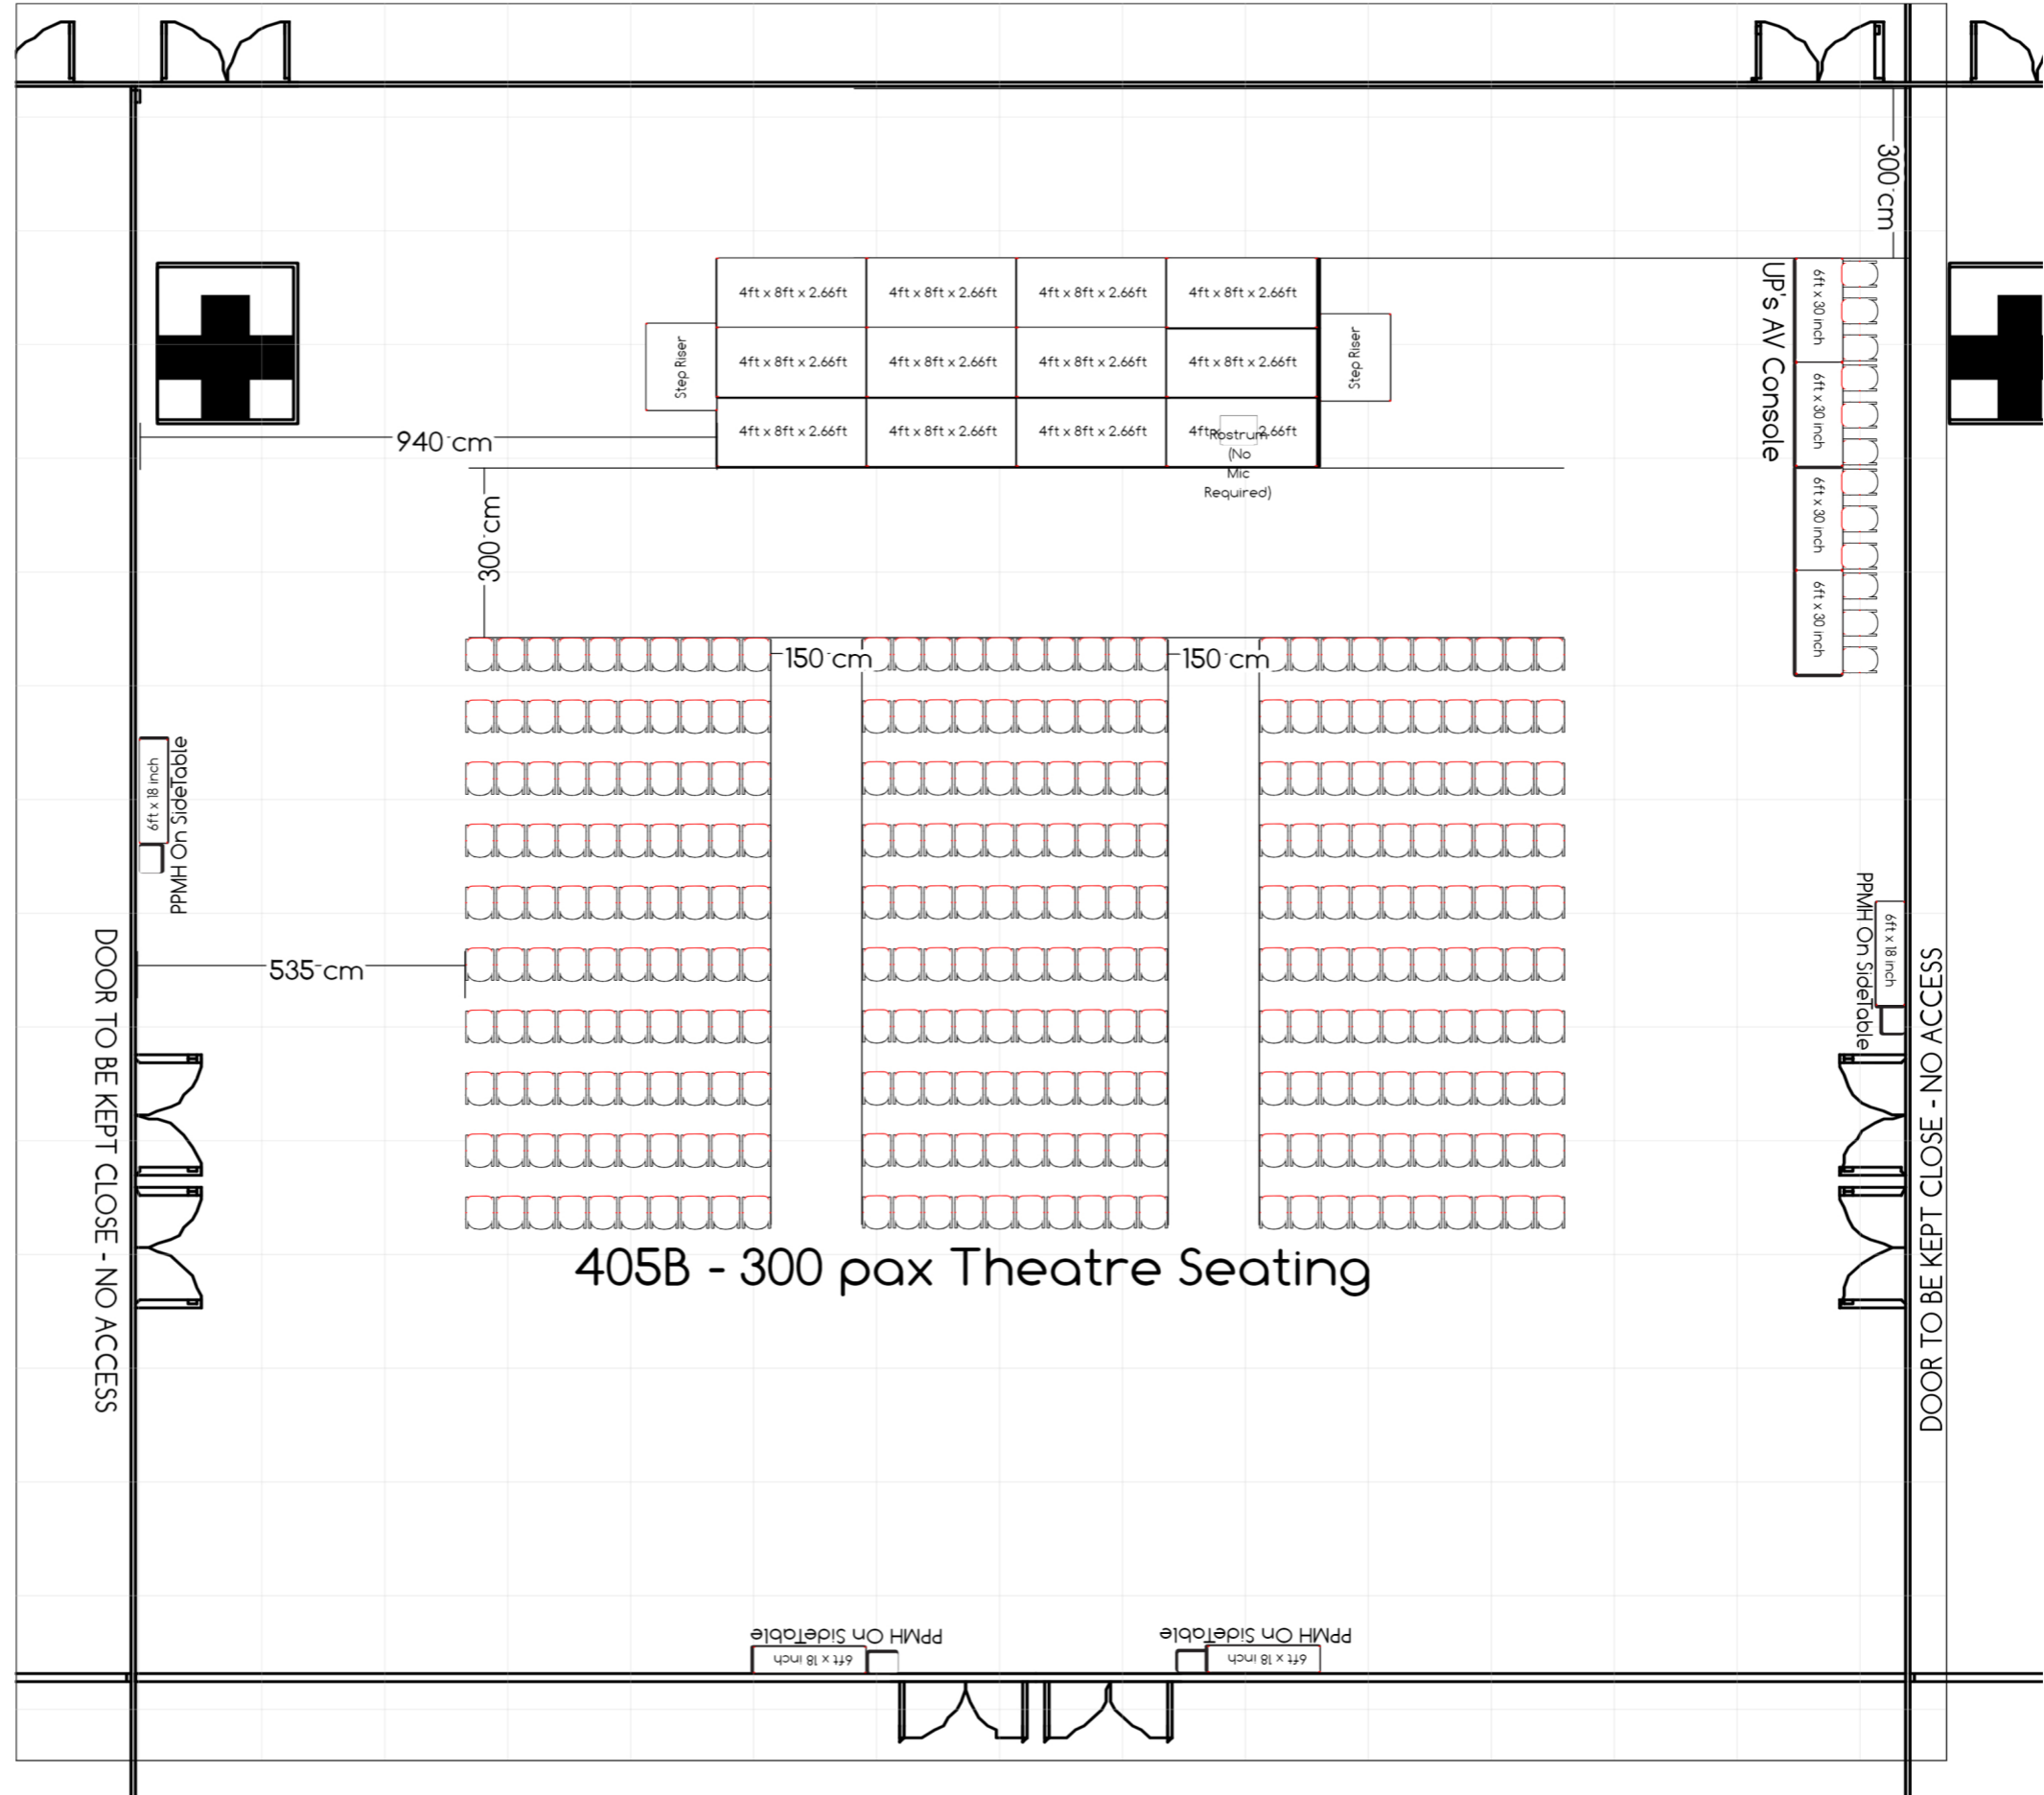 300 cm
4ft x 8ft x 2.66ft
4ft x 8ft x 2.66ft
4ft x 8ft x 2.66ft
4ft x 8ft x 2.66ft
Step Riser
4ft x 8ft x 2.66ft
4ft x 8ft x 2.66ft
4ft x 8ft x 2.66ft
4ft x 8ft x 2.66ft
Step Riser
4ft x 8ft x 2.66ft
4ft x 8ft x 2.66ft
4ft x 8ft x 2.66ft
4ft 2.66ft
Rostrum
(No
Mic
Required)
UP's AV Console
6ft x 30 inch
6ft x 30 inch
6ft x 30 inch
6ft x 30 inch
940 cm
300 cm
150 cm
150 cm
6ft x 18 inch
PPMH On SideTable
535 cm
DOOR TO BE KEPT CLOSE - NO ACCESS
PPMH On SideTable
6ft x 18 inch
DOOR TO BE KEPT CLOSE - NO ACCESS
405B - 300 pax Theatre Seating
PPMH On SideTable
6ft x 18 inch
PPMH On SideTable
6ft x 18 inch